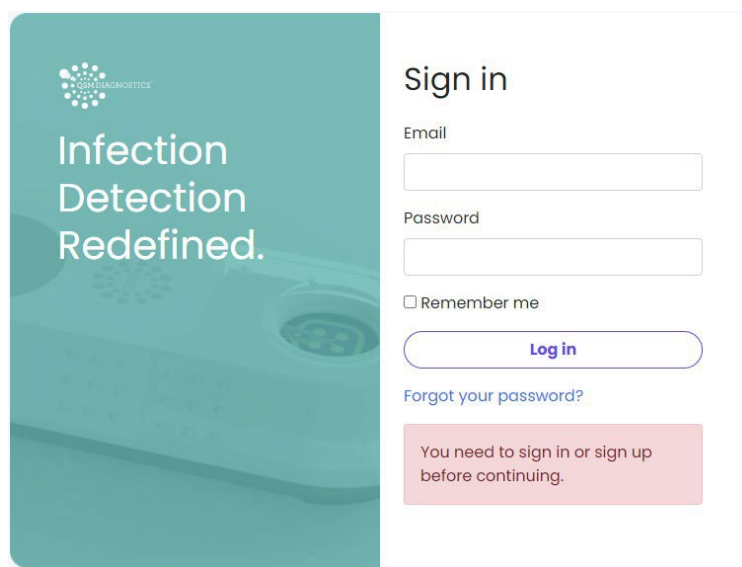 QSM DIAGNOSTICS
Infection
Detection
Redefined.
Sign in
Email
Password
Remember me
Log in
Forgot your password?
You need to sign in or sign up
before continuing.